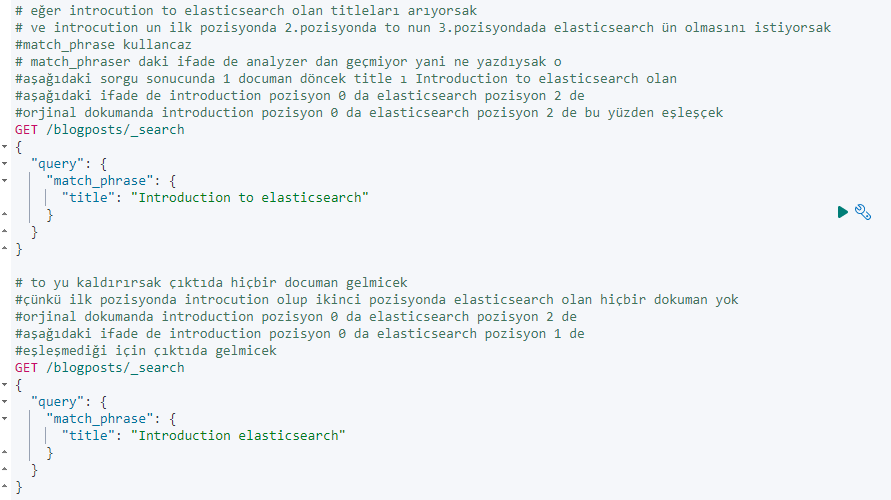 # eğer introcution to elasticsearch olan titleları arıyorsak
# ve introcution un ilk pozisyonda 2.pozisyonda to nun 3.pozisyondada elasticsearch ün olmasını istiyorsak
#match_phrase kullancaz
# match_phraser daki ifade de analyzer dan geçmiyor yani ne yazdıysak o
#aşağıdaki sorgu sonucunda 1 documan döncek title ı Introduction to elasticsearch olan
#aşağıdaki ifade de introduction pozisyon 0 da elasticsearch pozisyon 2 de
#orjinal dokumanda introduction pozisyon 0 da elasticsearch pozisyon 2 de bu yüzden eşleşçek
GET /blogposts/_search
{
  "query": {
    "match_phrase": {
      "title": "Introduction to elasticsearch"
    }
  }
}
# to yu kaldırırsak çıktıda hiçbir documan gelmicek
#çünkü ilk pozisyonda introcution olup ikinci pozisyonda elasticsearch olan hiçbir dokuman yok
#orjinal dokumanda introduction pozisyon 0 da elasticsearch pozisyon 2 de
#aşağıdaki ifade de introduction pozisyon 0 da elasticsearch pozisyon 1 de
#eşleşmediği için çıktıda gelmicek
GET /blogposts/_search
{
  "query": {
    "match_phrase": {
      "title": "Introduction elasticsearch"
    }
  }
}